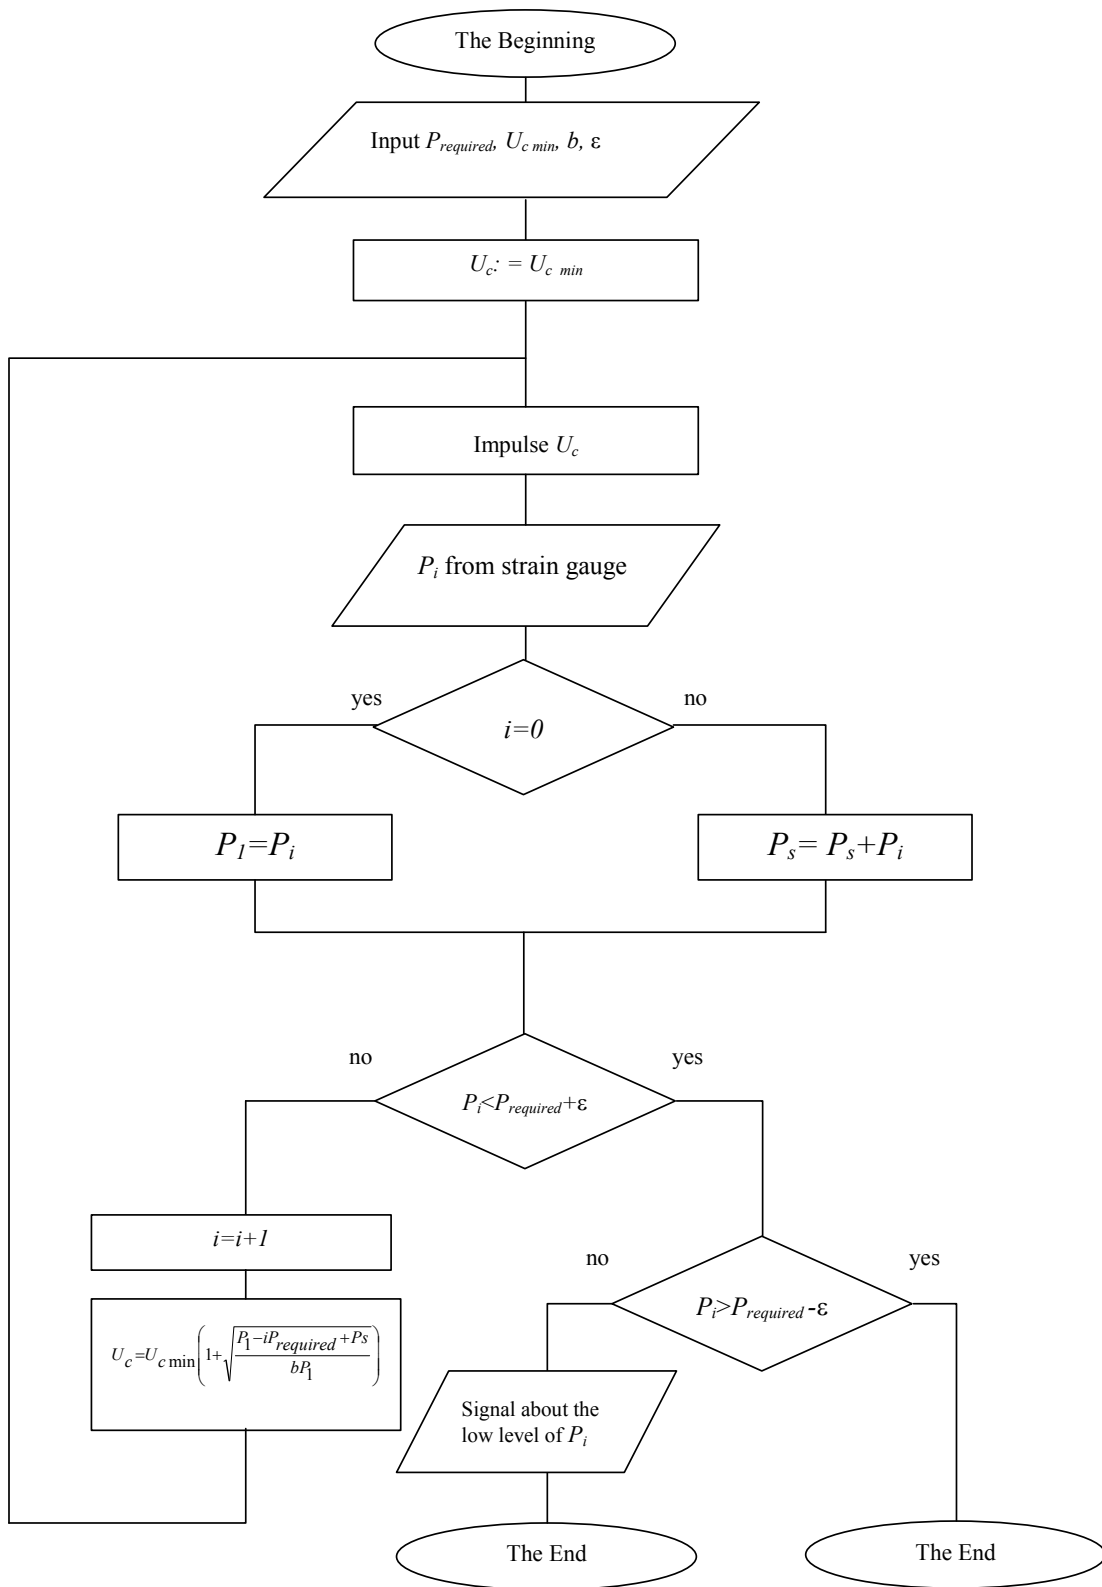 The Beginning
Input P_required, U_c min, b, ε
U_c: = U_c min
Impulse U_c
P_i from strain gauge
yes
no
i=0
P_1=P_i
P_s= P_s+P_i
no
yes
P_i<P_required+ε
i=i+1
no
yes
P_i>P_required-ε
U_c=U_c min(1+√((P_1-iP_required+Ps)/(bP_1)))
Signal about the
low level of P_i
The End
The End